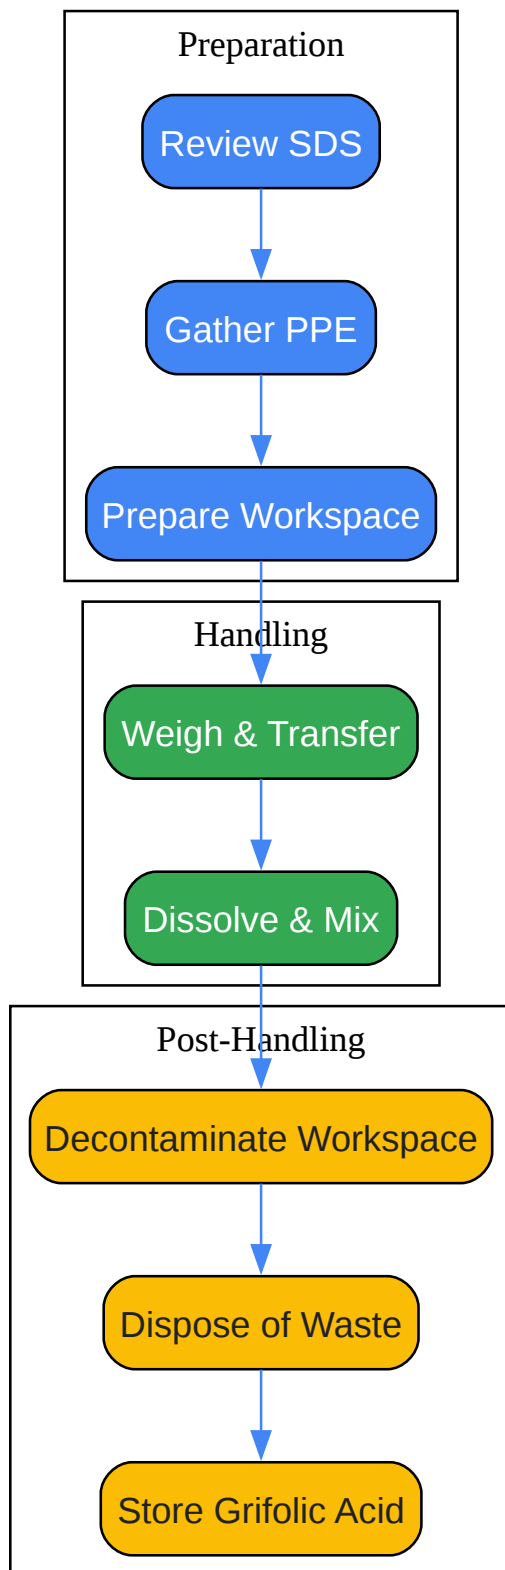 Preparation
Review SDS
Gather PPE
Prepare Workspace
Handling
Weigh & Transfer
Dissolve & Mix
Post-Handling
Decontaminate Workspace
Dispose of Waste
Store Grifolic Acid